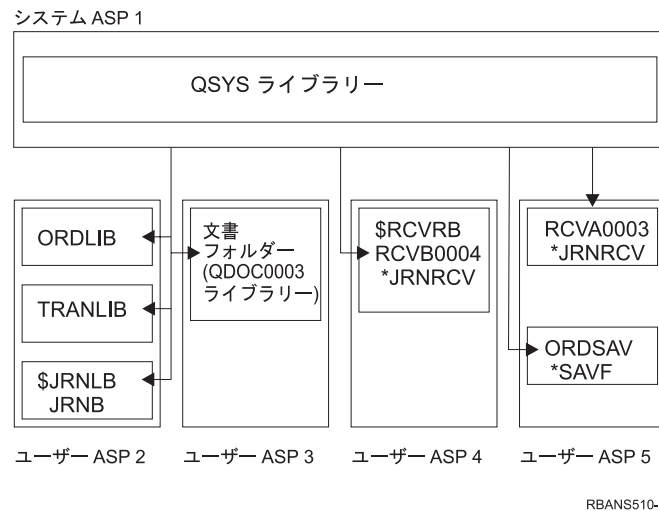 システム ASP 1
QSYS ライブラリー
ORDLIB
TRANLIB
$JRNLB
JRNB
文書
フォルダー
(QDOC0003
ライブラリー)
$RCVRB
RCVB0004
*JRNRCV
RCVA0003
*JRNRCV
ORDSAV
*SAVF
ユーザー ASP 2
ユーザー ASP 3
ユーザー ASP 4
ユーザー ASP 5
RBANS510-